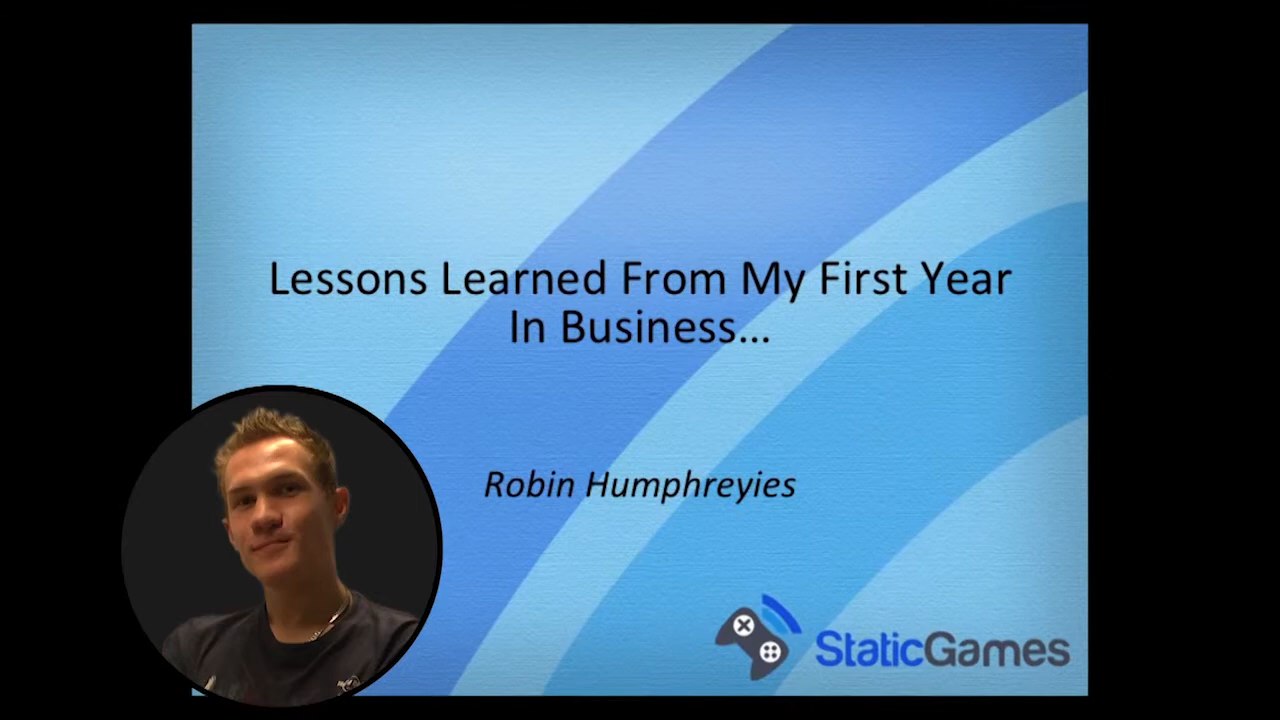 Lessons Learned From My First Year
In Business...
Robin Humphreyies
StaticGames